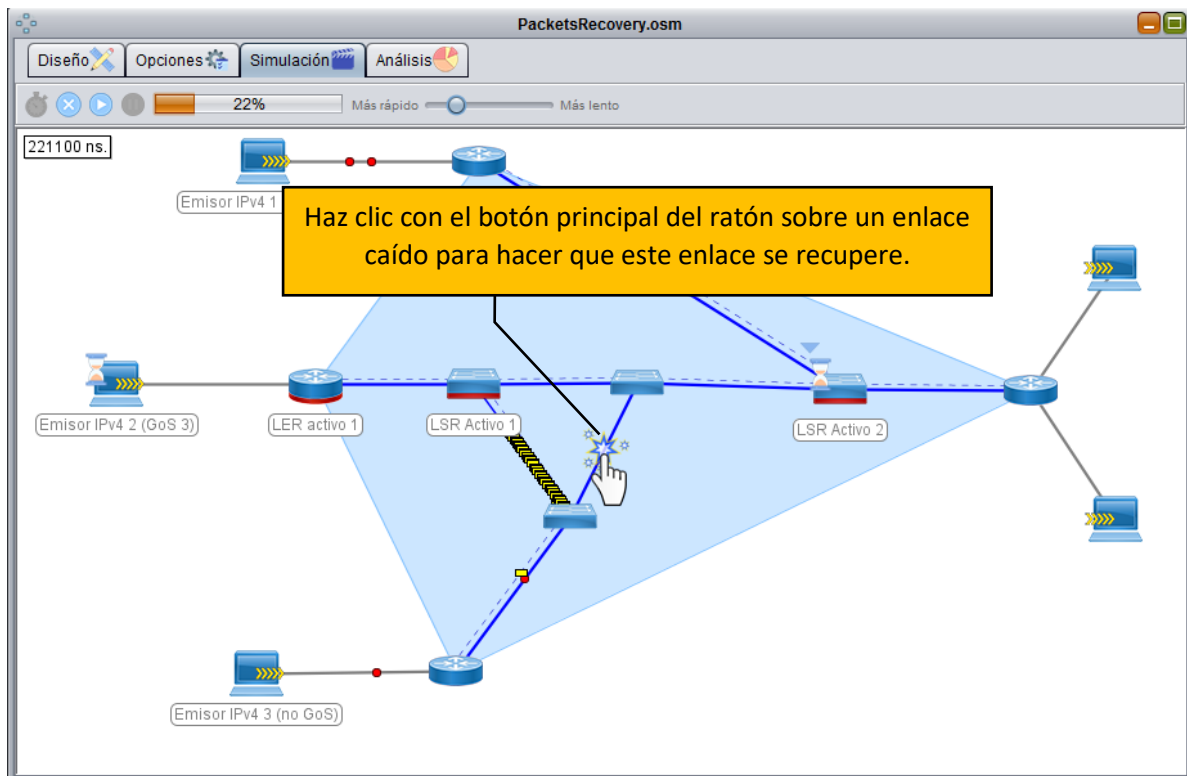 PacketsRecovery.osm
Diseño
Opciones
Simulación
Análisis
22%
Más rápido
Más lento
221100 ns.
Emisor IPv4 1
Haz clic con el botón principal del ratón sobre un enlace
caído para hacer que este enlace se recupere.
Emisor IPv4 2 (GoS 3)
LER activo 1
LSR Activo 1
LSR Activo 2
Emisor IPv4 3 (no GoS)